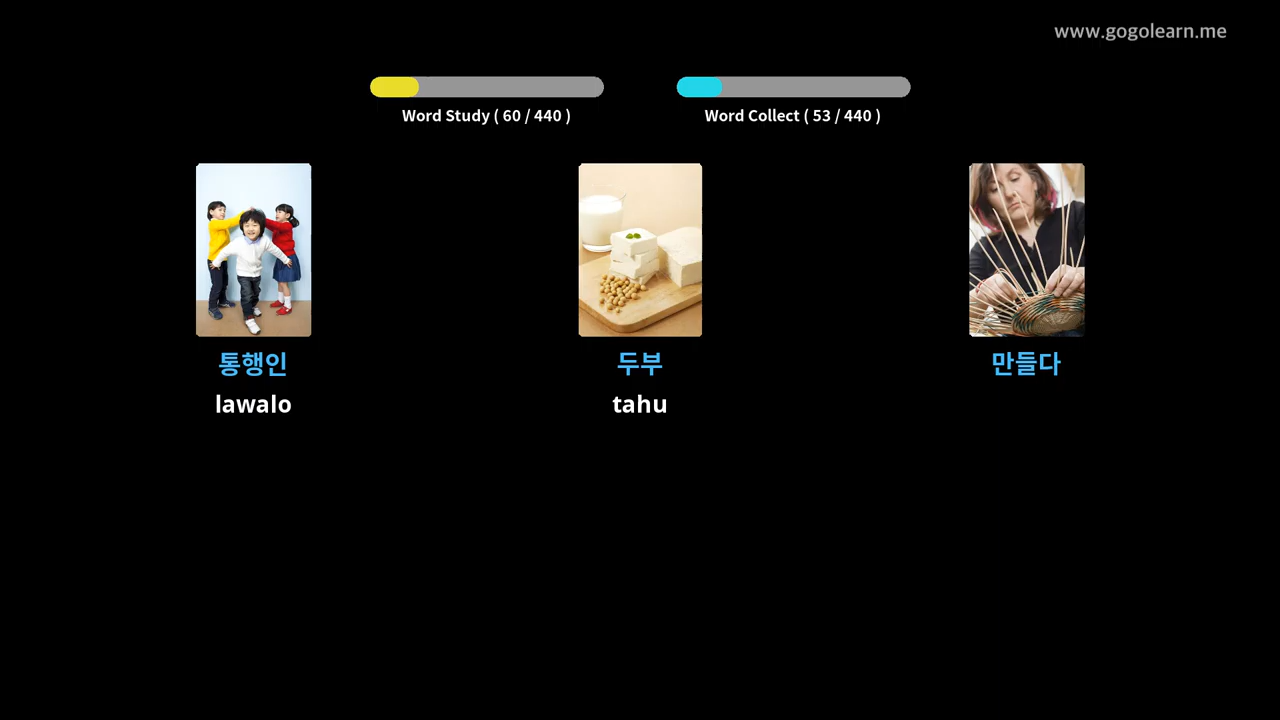 www.gogolearn.me
Word Study ( 60 / 440 )
Word Collect ( 53 / 440 )
통행인
두부
만들다
lawalo
tahu